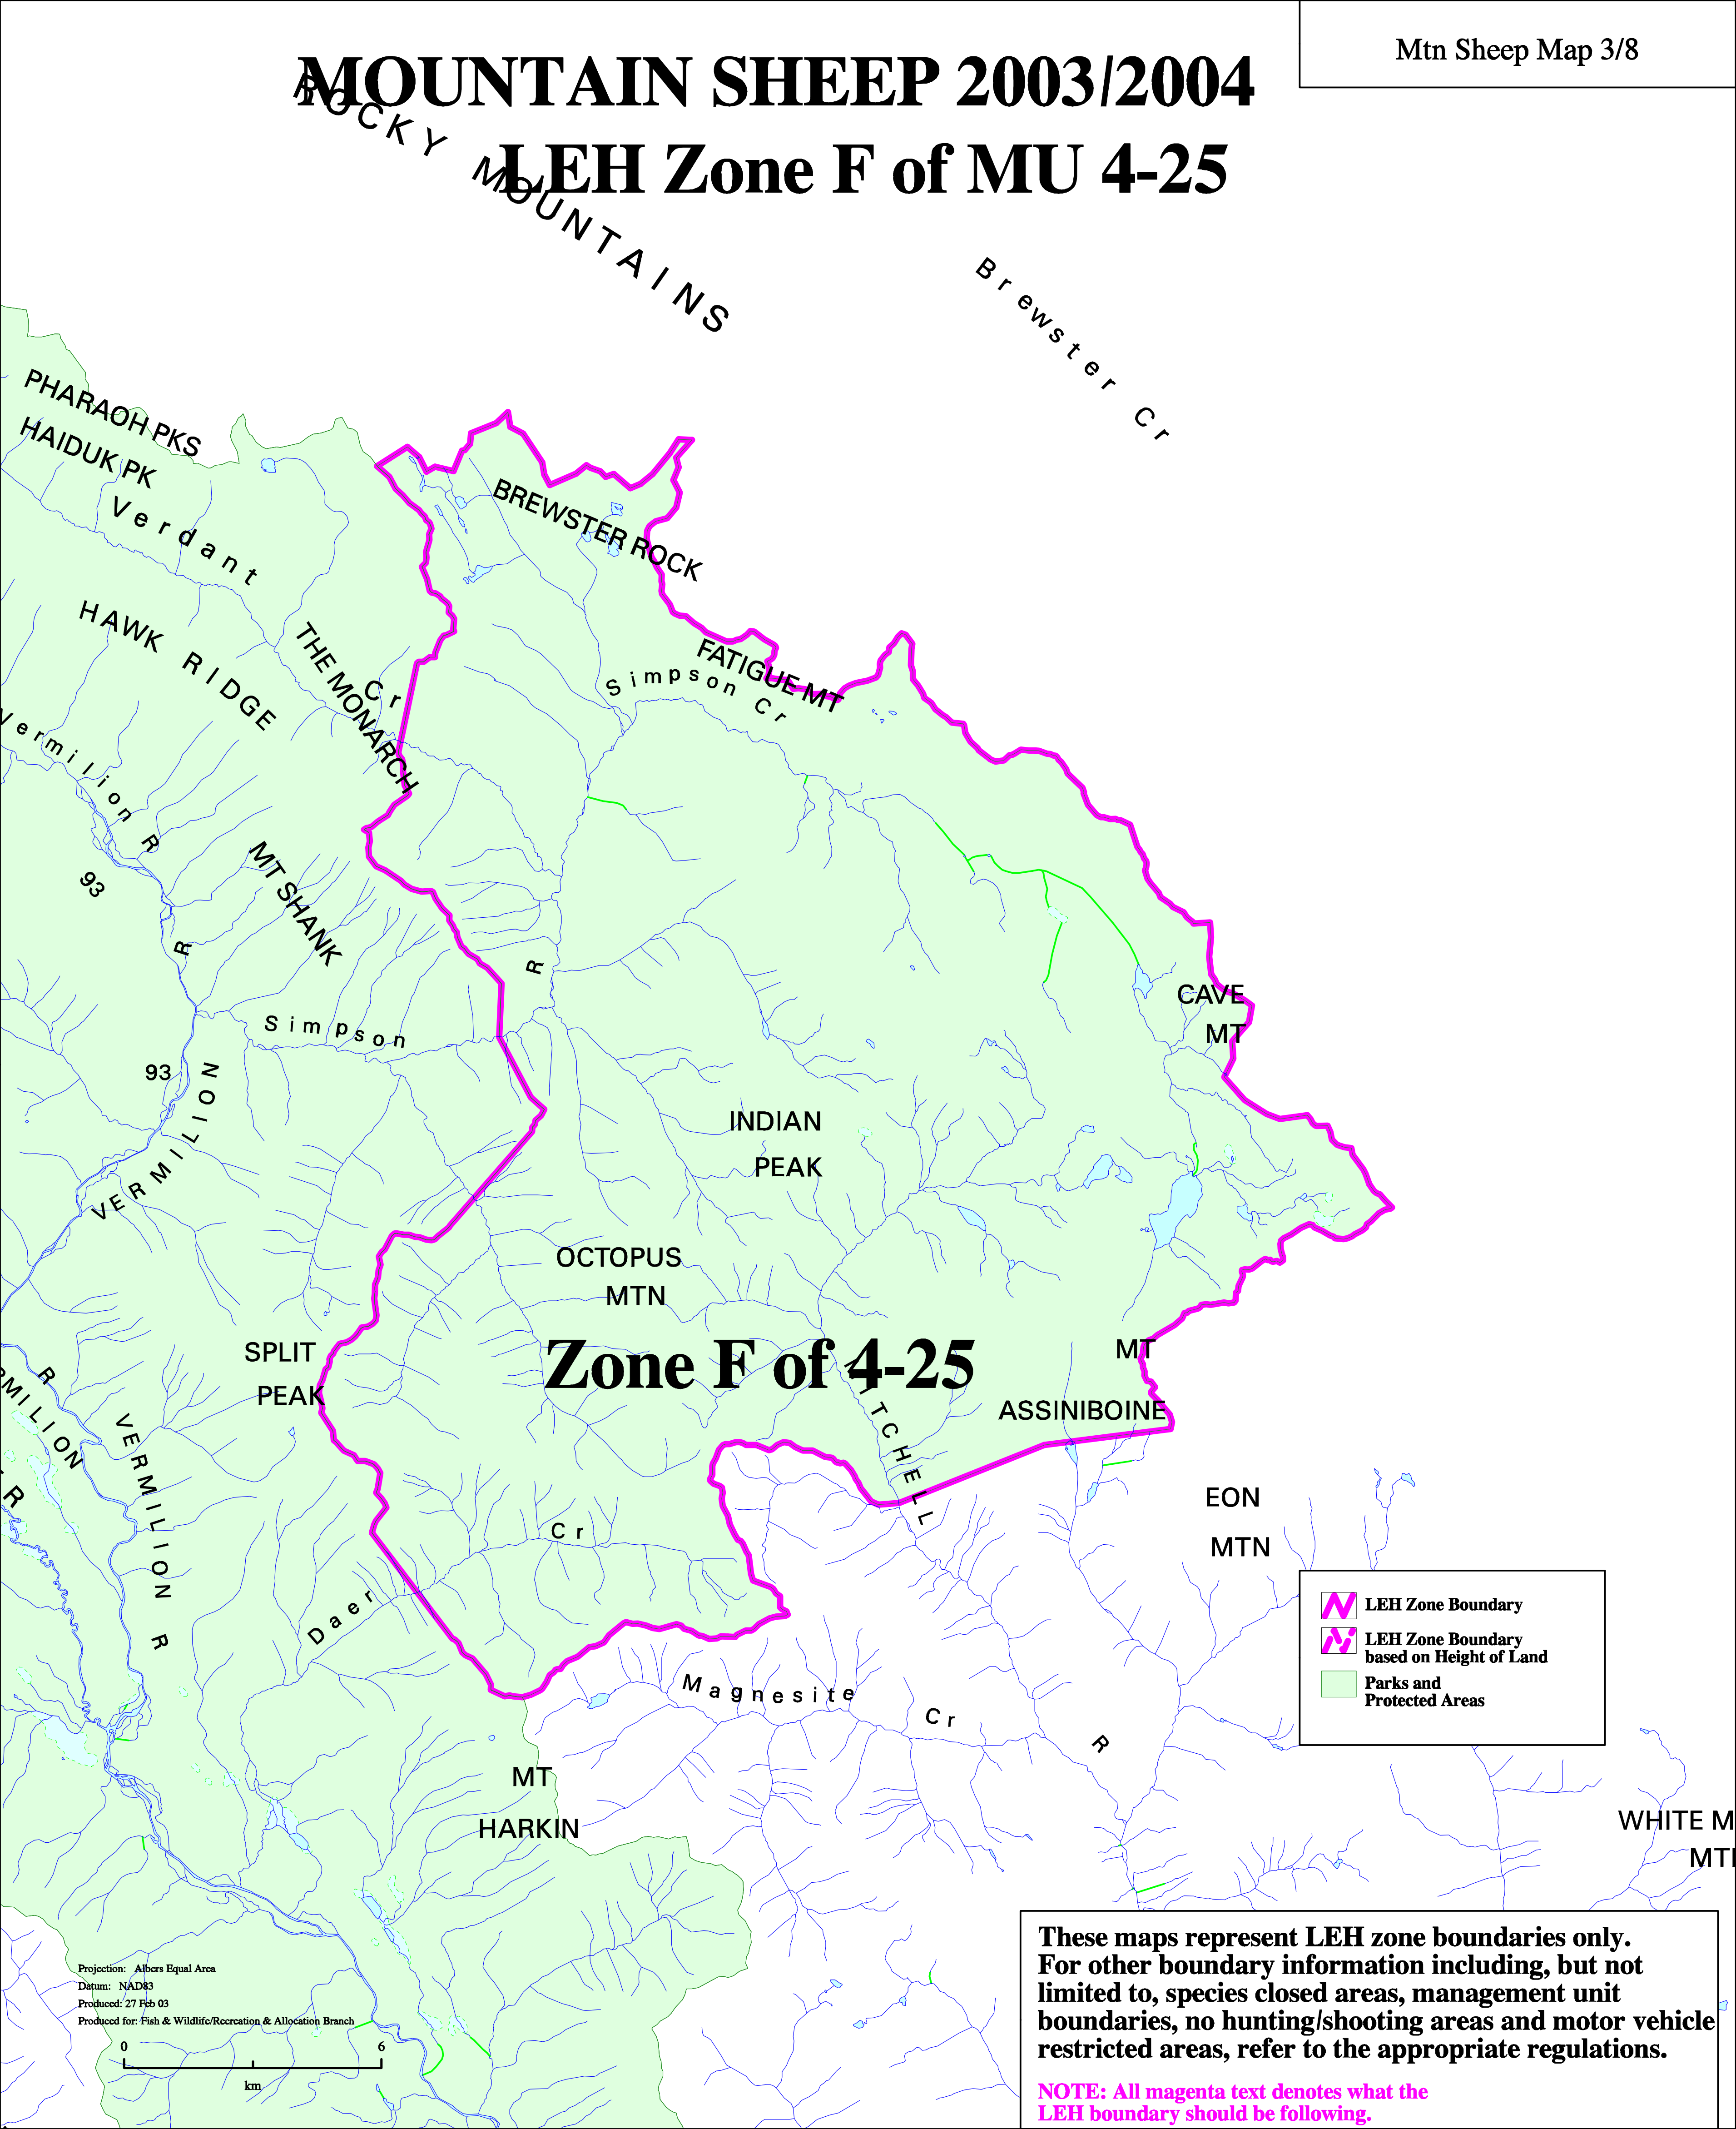 Mtn Sheep Map 3/8
MOUNTAIN SHEEP 2003/2004
LEH Zone F of MU 4-25
ROCKY MOUNTAINS
Brewster Cr
PHARAOH PKS
HAIDUK PK
Verdant
Cr
BREWSTER ROCK
HAWK RIDGE
THE MONARCH
FATIGUE MT
Simpson Cr
Vermilion R
93
MT SHANK
R
R
CAVE
MT
Simpson
93
VERMILION
INDIAN
PEAK
OCTOPUS
MTN
SPLIT
PEAK
Zone F of 4-25
MT
ASSINIBOINE
R
VERMILION R
R
EON
MTN
Cr
Daer
LEH Zone Boundary
LEH Zone Boundary
based on Height of Land
Parks and
Protected Areas
Magnesite
Cr
R
MT
HARKIN
WHITE M
Projection: Albers Equal Area
Datum: NAD83
Produced: 27 Feb 03
Produced for: Fish & Wildlife/Recreation & Allocation Branch
0 6
km
These maps represent LEH zone boundaries only.
For other boundary information including, but not
limited to, species closed areas, management unit
boundaries, no hunting/shooting areas and motor vehicle
restricted areas, refer to the appropriate regulations.
NOTE: All magenta text denotes what the
LEH boundary should be following.